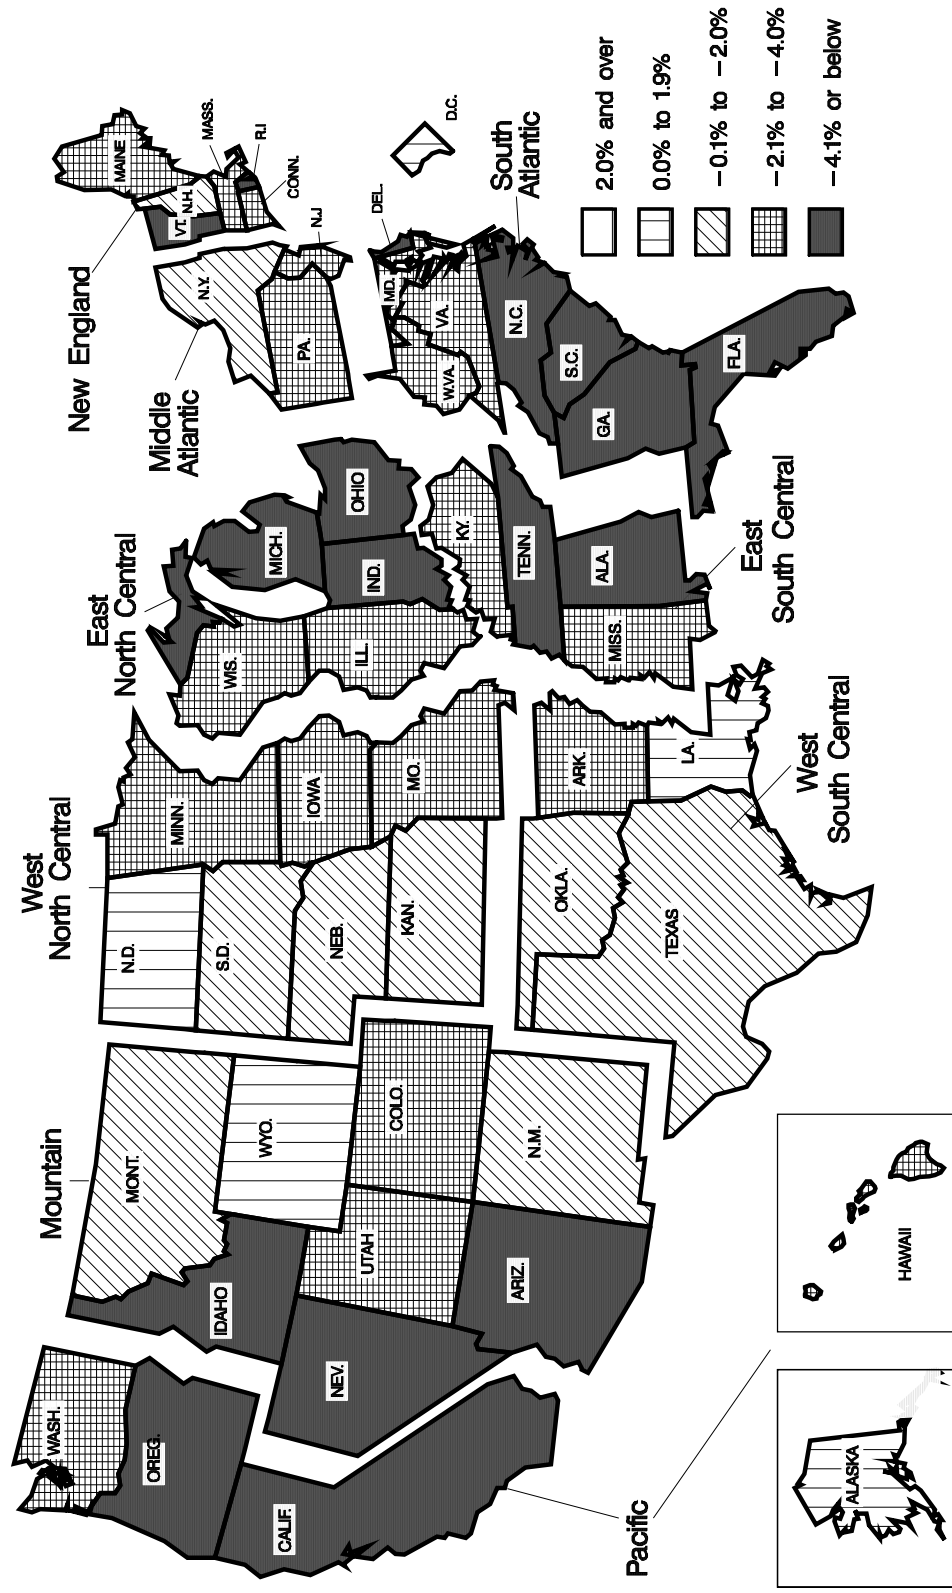 New England
MAINE
VT.
N.H.
MASS.
R.I
CONN.
Middle
Atlantic
N.Y.
PA.
N.J
South
Atlantic
DEL.
MD.
D.C.
VA.
W.VA.
N.C.
S.C.
GA.
FLA.
East
North Central
MICH.
OHIO
IND.
WIS.
ILL.
East
South Central
KY.
TENN.
ALA.
MISS.
West
North Central
MINN.
IOWA
MO.
N.D.
S.D.
NEB.
KAN.
West
South Central
ARK.
LA.
OKLA.
TEXAS
Mountain
MONT.
WYO.
COLO.
N.M.
IDAHO
UTAH
ARIZ.
NEV.
Pacific
WASH.
OREG.
CALIF.
ALASKA
HAWAII
2.0% and over
0.0% to 1.9%
−0.1% to −2.0%
−2.1% to −4.0%
−4.1% or below